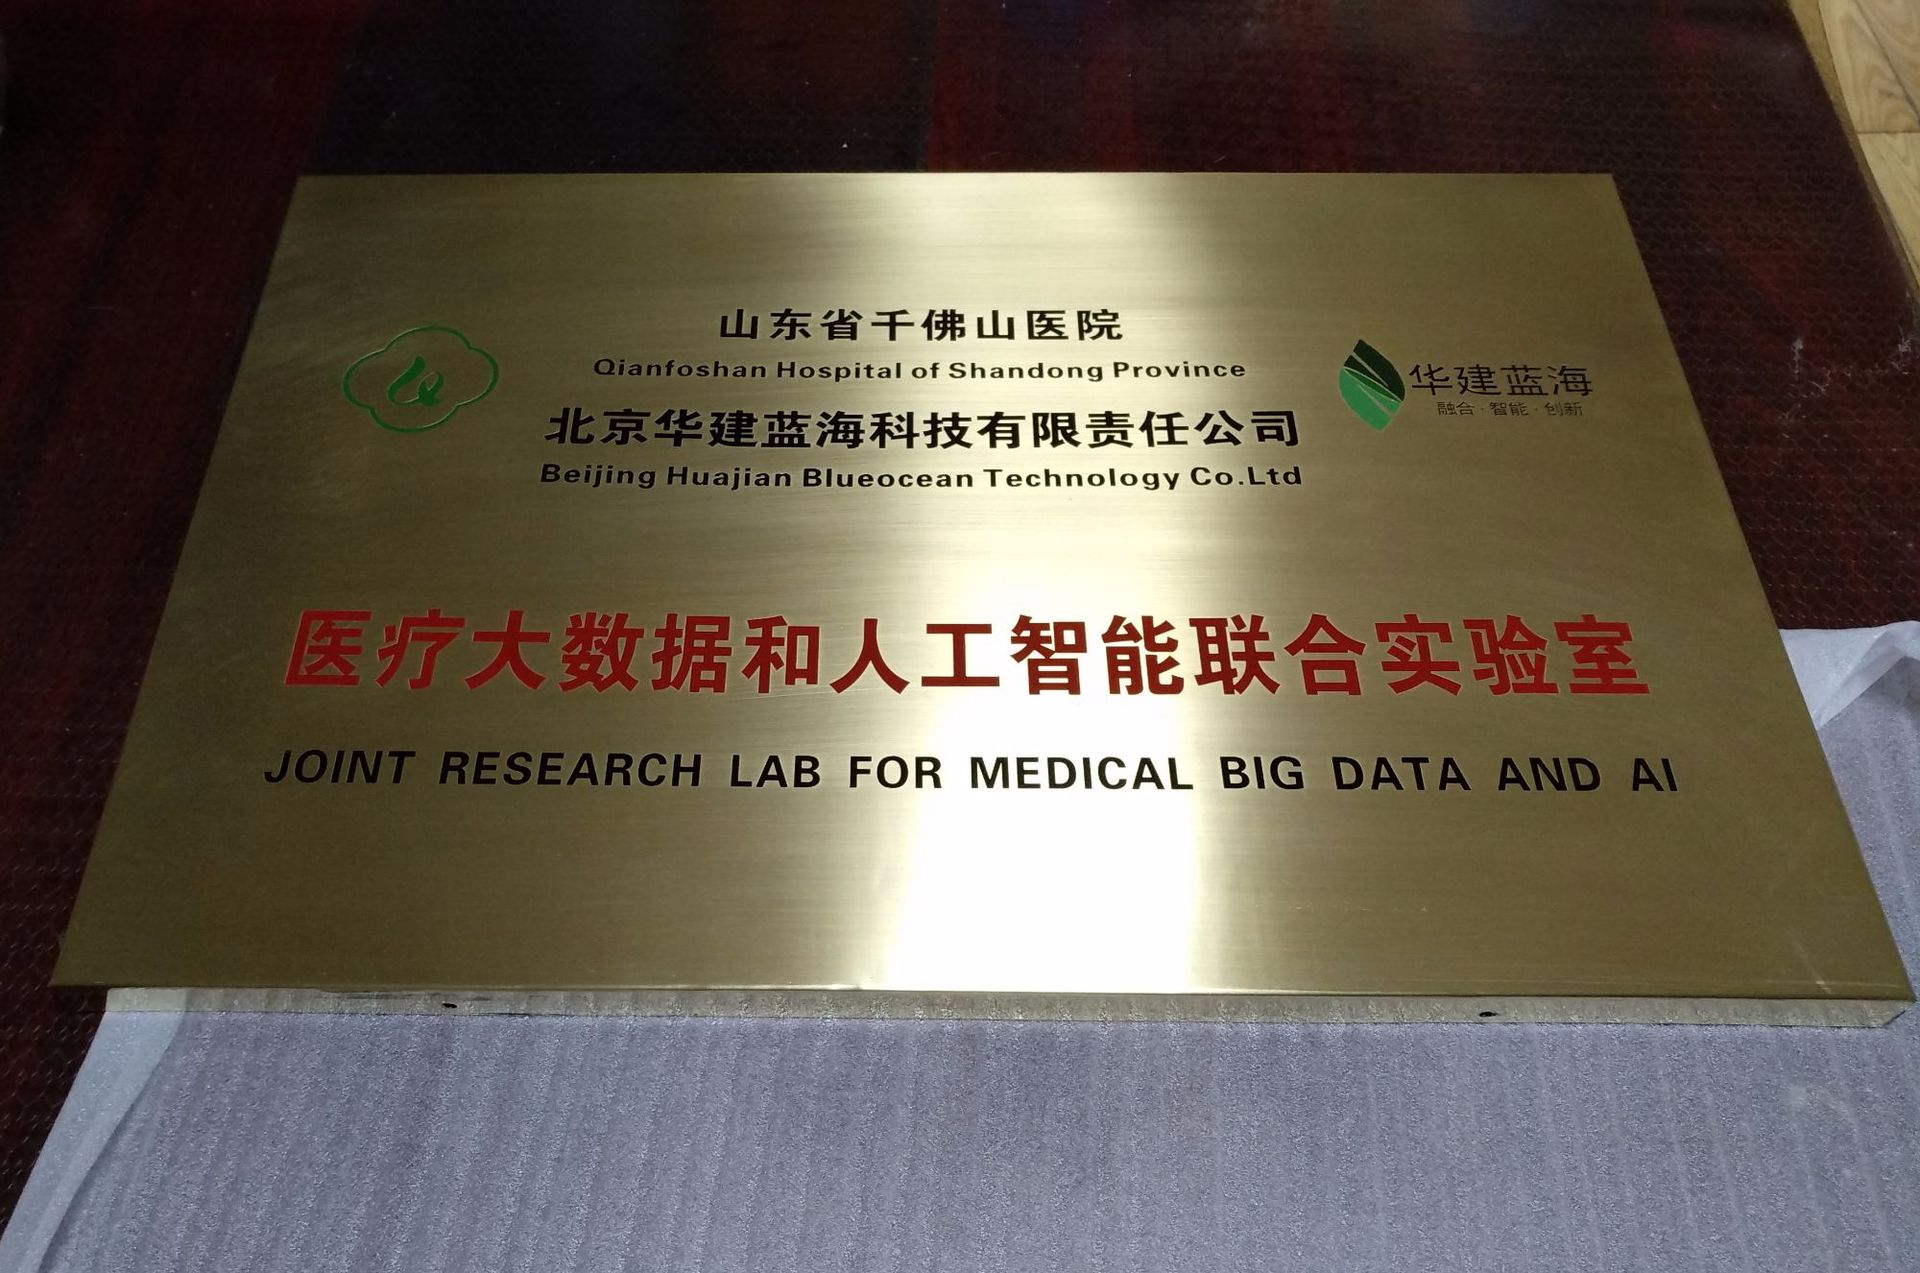 山东省千佛山医院
Qianfoshan Hospital of Shandong Province
北京华建蓝海科技有限责任公司
Beijing Huajian Blueocean Technology Co.Ltd
华建蓝海
融合·智能·创新
医疗大数据和人工智能联合实验室
JOINT RESEARCH LAB FOR MEDICAL BIG DATA AND AI